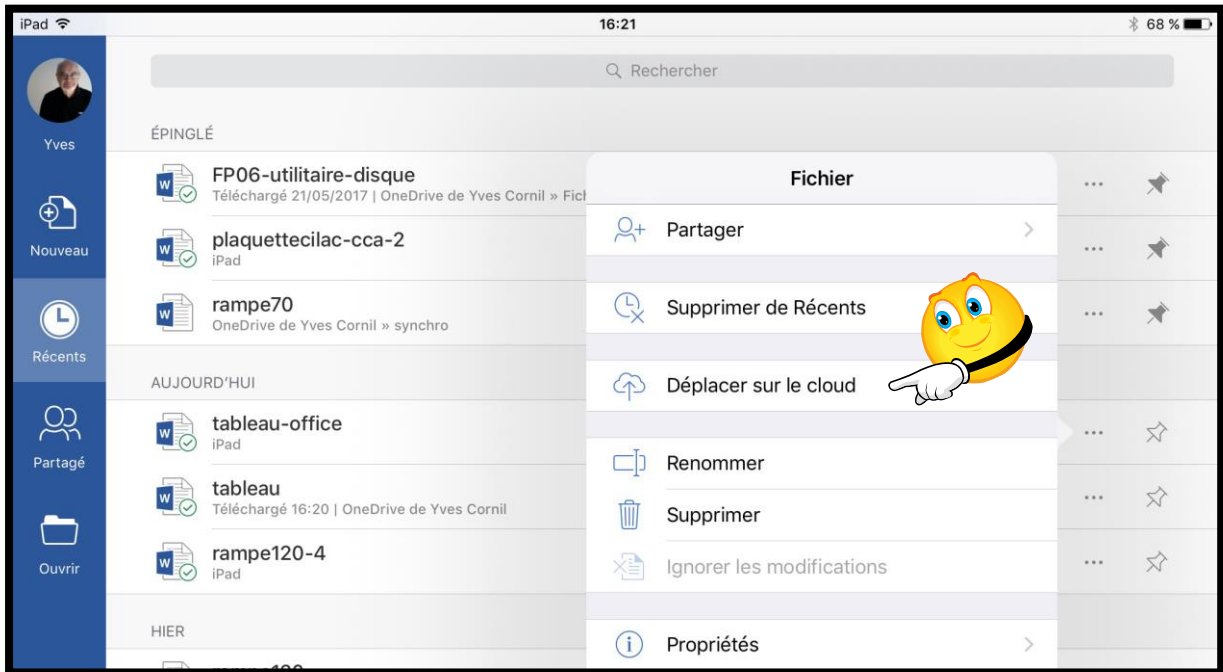 iPad 16:21 68 %
Rechercher
Yves
Nouveau
Récents
Partagé
Ouvrir
ÉPINGLÉ
W FP06-utilitaire-disque
Téléchargé 21/05/2017 | OneDrive de Yves Cornil » Fich
W plaquettecilac-cca-2
iPad
W rampe70
OneDrive de Yves Cornil » synchro
AUJOURD'HUI
W tableau-office
iPad
W tableau
Téléchargé 16:20 | OneDrive de Yves Cornil
W rampe120-4
iPad
HIER
Fichier
Partager
Supprimer de Récents
Déplacer sur le cloud
Renommer
Supprimer
Ignorer les modifications
Propriétés